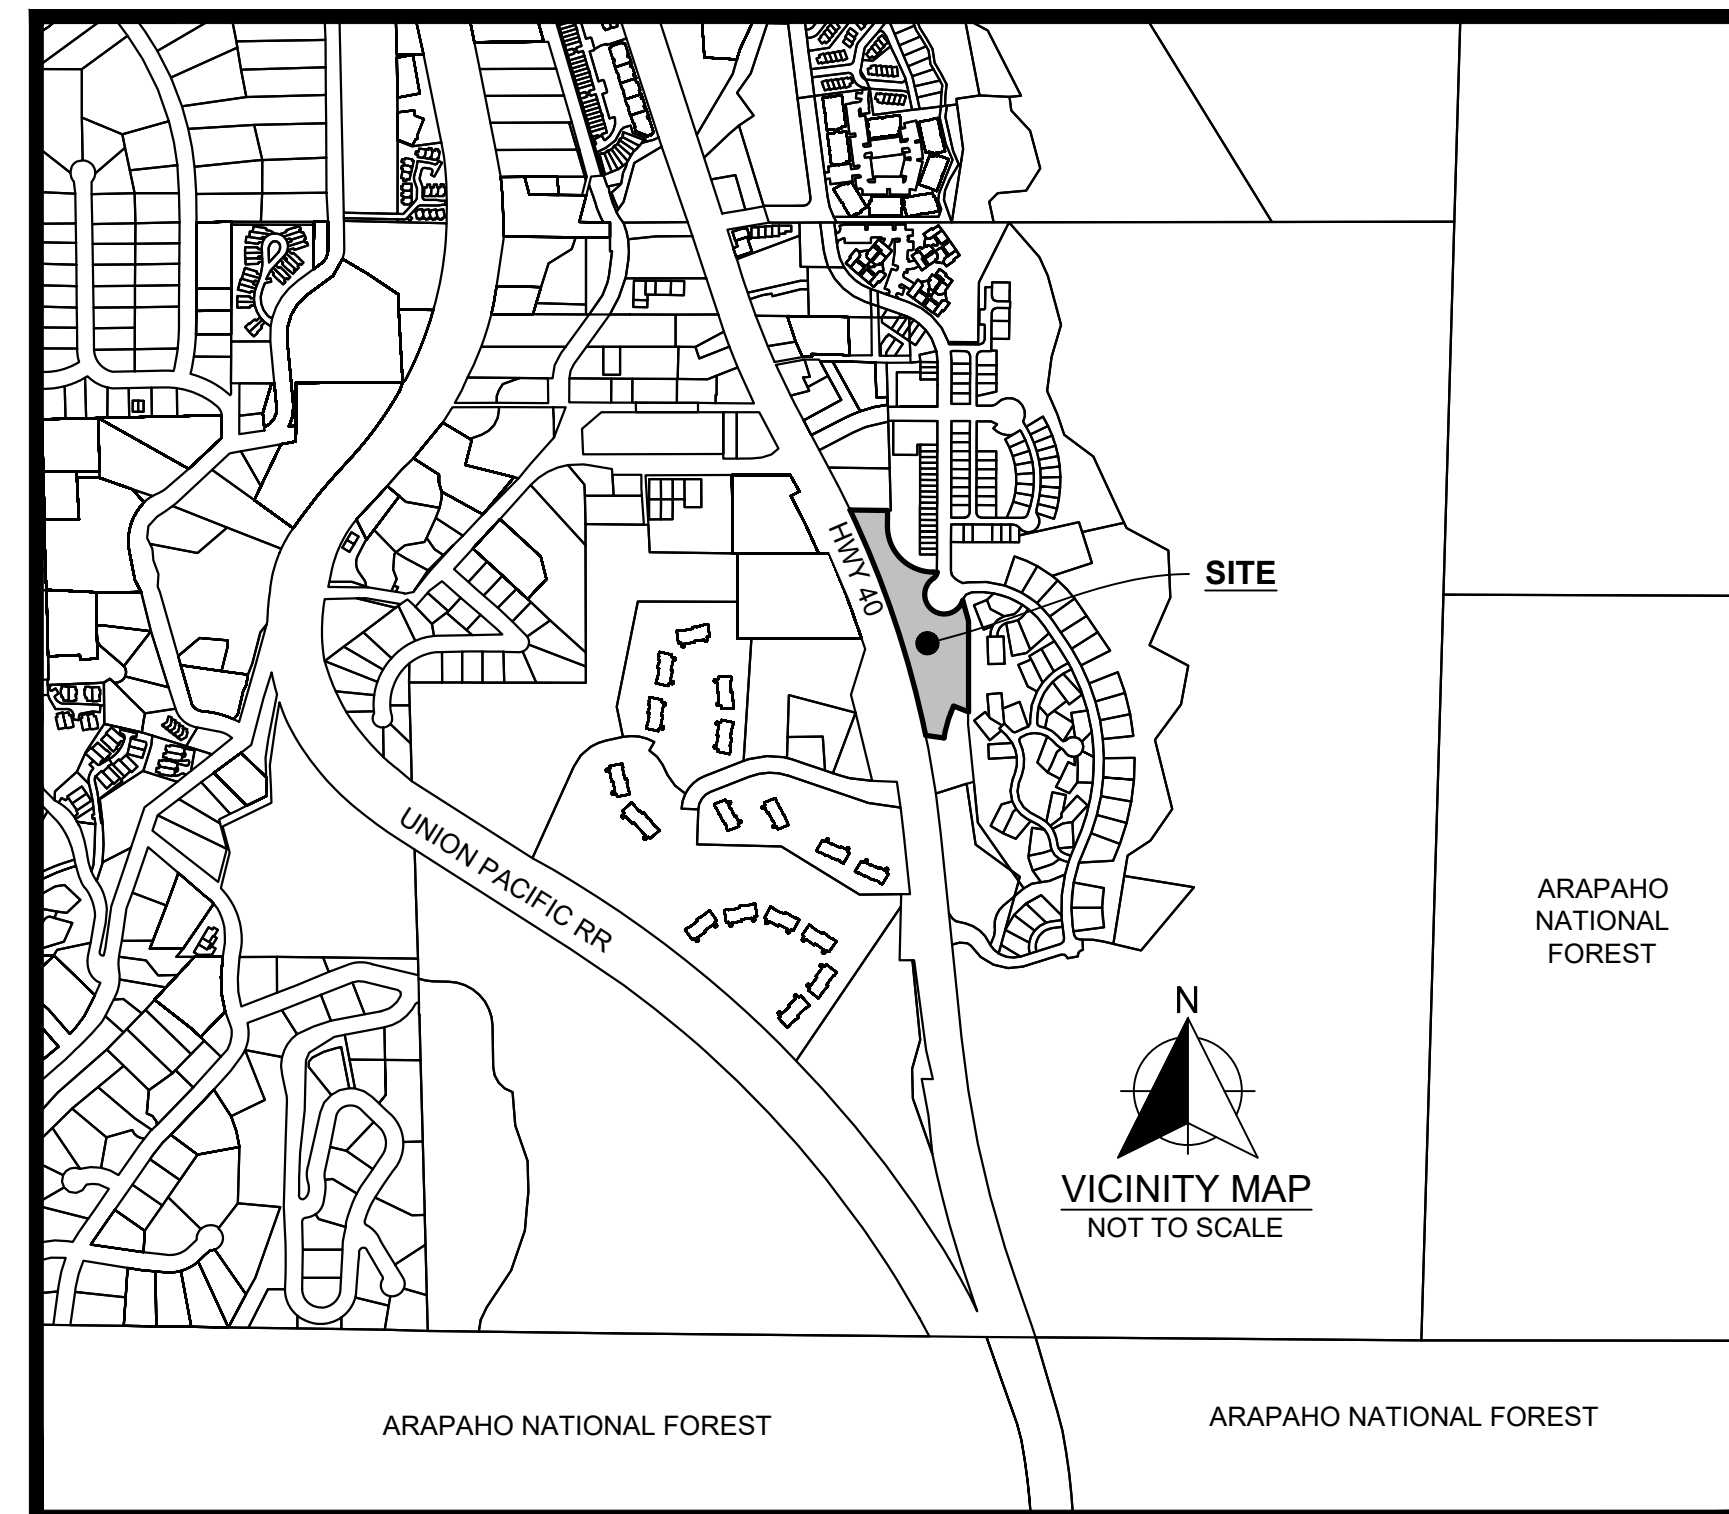 HWY 40
SITE
UNION PACIFIC RR
ARAPAHO
NATIONAL
FOREST
N
VICINITY MAP
NOT TO SCALE
ARAPAHO NATIONAL FOREST
ARAPAHO NATIONAL FOREST